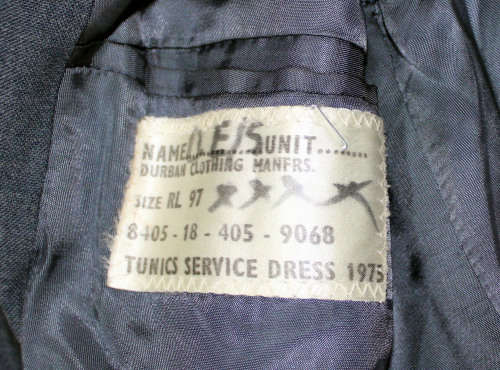 NAME..........UNIT........
DURBAN CLOTHING MANFRS.
SIZE RL 97
8405-18-405-9068
TUNICS SERVICE DRESS 1975